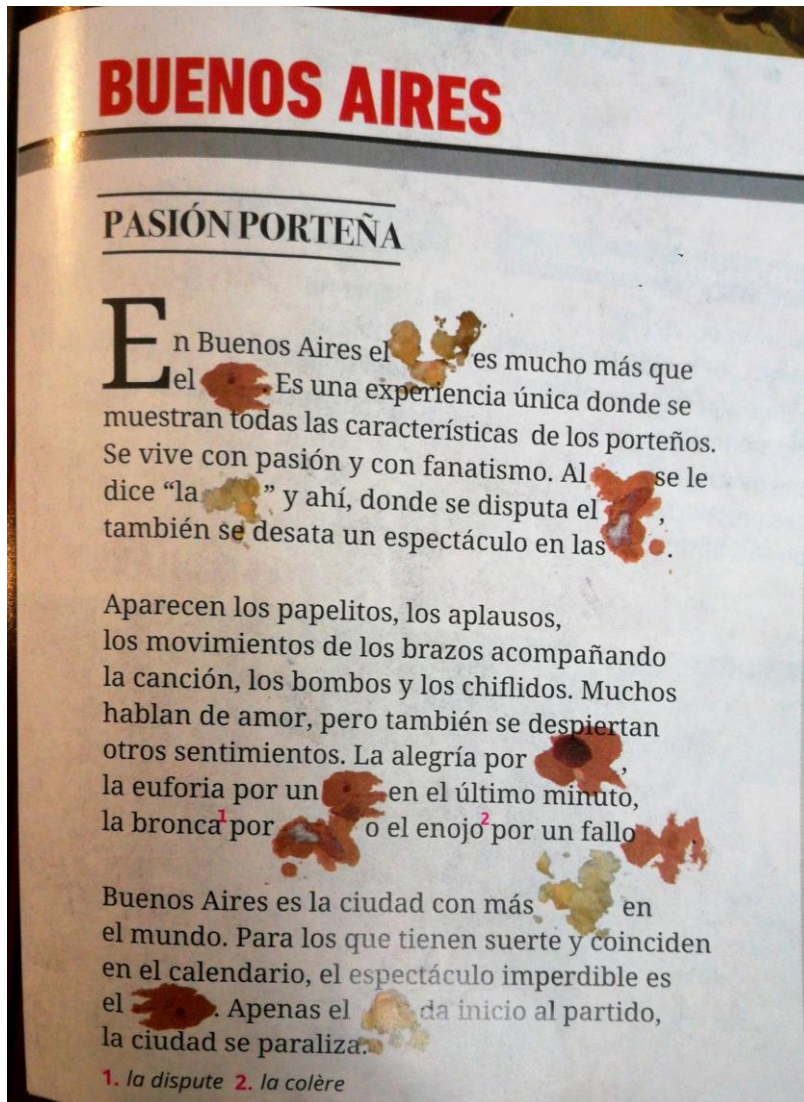 BUENOS AIRES
PASIÓN PORTEÑA
En Buenos Aires el es mucho más que
el . Es una experiencia única donde se
muestran todas las características de los porteños.
Se vive con pasión y con fanatismo. Al se le
dice “la ” y ahí, donde se disputa el ,
también se desata un espectáculo en las .
Aparecen los papelitos, los aplausos,
los movimientos de los brazos acompañando
la canción, los bombos y los chiflidos. Muchos
hablan de amor, pero también se despiertan
otros sentimientos. La alegría por ,
la euforia por un en el último minuto,
la bronca1 por o el enojo2 por un fallo
Buenos Aires es la ciudad con más en
el mundo. Para los que tienen suerte y coinciden
en el calendario, el espectáculo imperdible es
el . Apenas el da inicio al partido,
la ciudad se paraliza.
1. la dispute 2. la colère